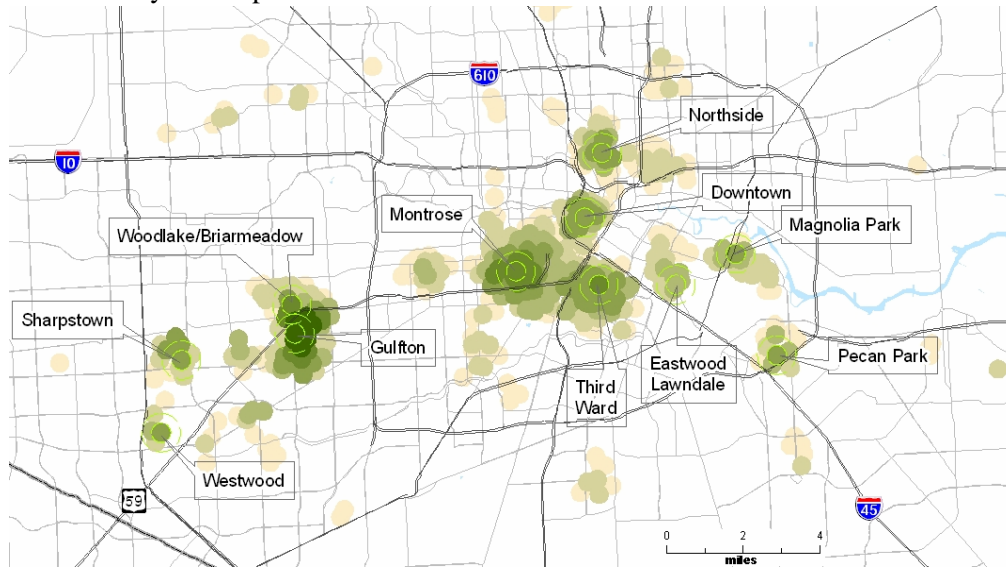 610
Northside
10
Downtown
Montrose
Magnolia Park
Woodlake/Briarmeadow
Sharpstown
Gulfton
Pecan Park
Eastwood
Lawndale
Third
Ward
Westwood
59
45
0 2 4
miles